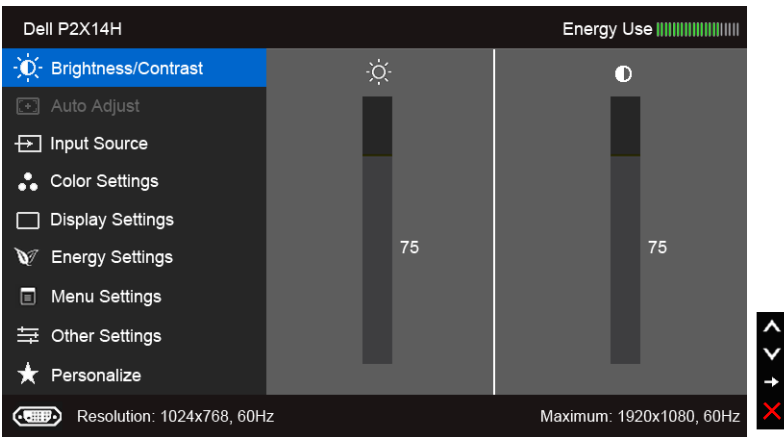 Dell P2X14H
Energy Use
Brightness/Contrast
Auto Adjust
Input Source
Color Settings
Display Settings
75
75
Energy Settings
Menu Settings
Other Settings
Personalize
Resolution: 1024x768, 60Hz
Maximum: 1920x1080, 60Hz